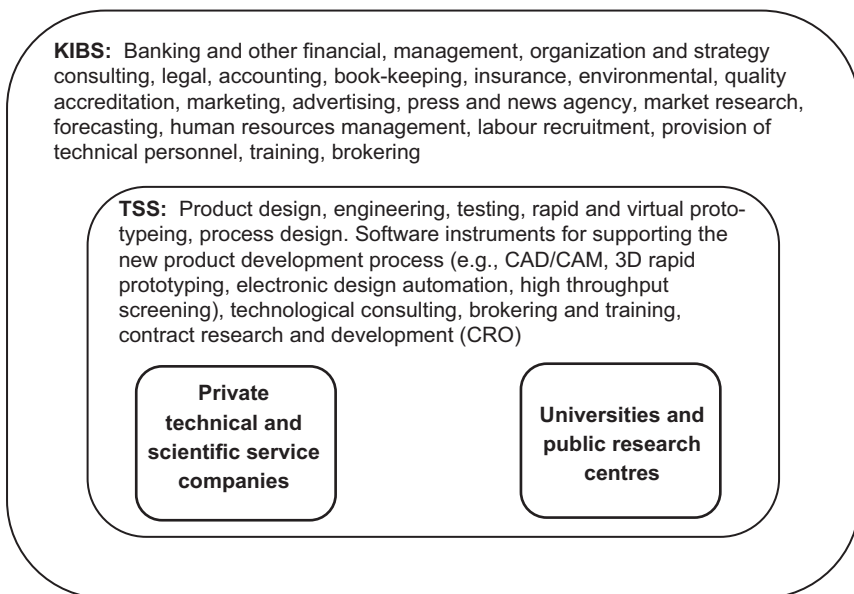 KIBS: Banking and other financial, management, organization and strategy
consulting, legal, accounting, book-keeping, insurance, environmental, quality
accreditation, marketing, advertising, press and news agency, market research,
forecasting, human resources management, labour recruitment, provision of
technical personnel, training, brokering
TSS: Product design, engineering, testing, rapid and virtual proto-
typeing, process design. Software instruments for supporting the
new product development process (e.g., CAD/CAM, 3D rapid
prototyping, electronic design automation, high throughput
screening), technological consulting, brokering and training,
contract research and development (CRO)
Private
technical and
scientific service
companies
Universities and
public research
centres